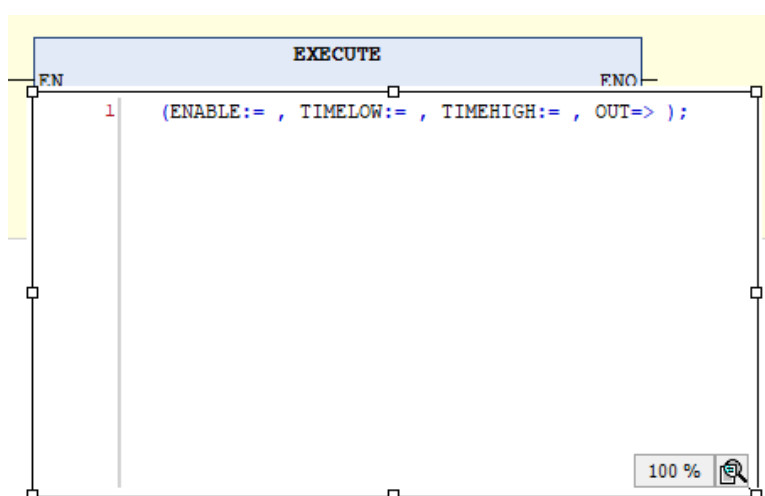 EXECUTE
EN ENO
1 (ENABLE:= , TIMELOW:= , TIMEHIGH:= , OUT=> );
100 %